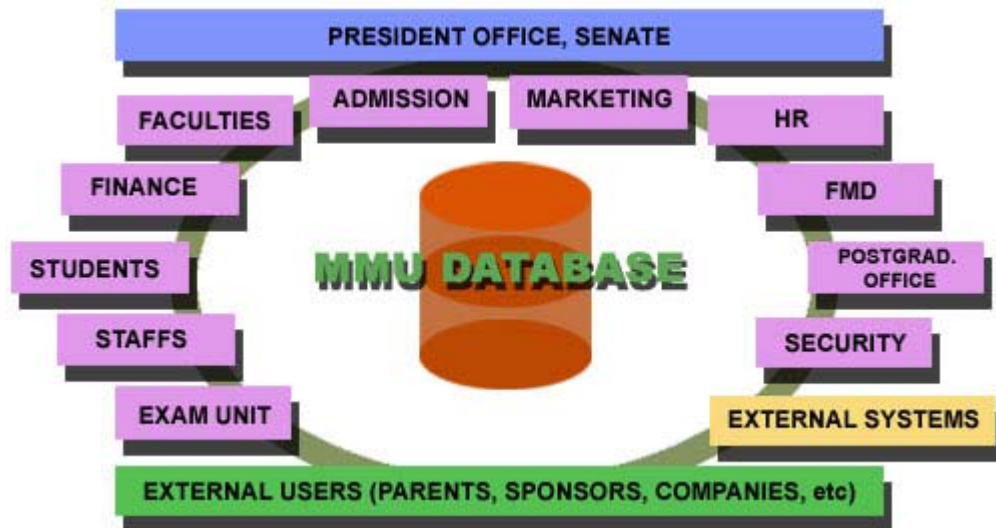 PRESIDENT OFFICE, SENATE
ADMISSION
MARKETING
FACULTIES
HR
FINANCE
FMD
MMU DATABASE
STUDENTS
POSTGRAD.
OFFICE
STAFFS
SECURITY
EXAM UNIT
EXTERNAL SYSTEMS
EXTERNAL USERS (PARENTS, SPONSORS, COMPANIES, etc)